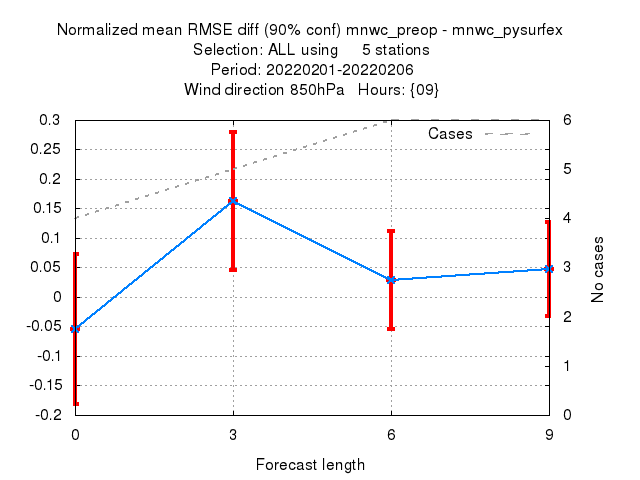 Normalized mean RMSE diff (90% conf) mnwc_preop - mnwc_pysurfex
Selection: ALL using 5 stations
Period: 20220201-20220206
Wind direction 850hPa Hours: {09}
0.3
0.25
0.2
0.15
0.1
0.05
0
-0.05
-0.1
-0.15
-0.2
Cases
6
5
4
3
2
1
0
No cases
0 3 6 9
Forecast length